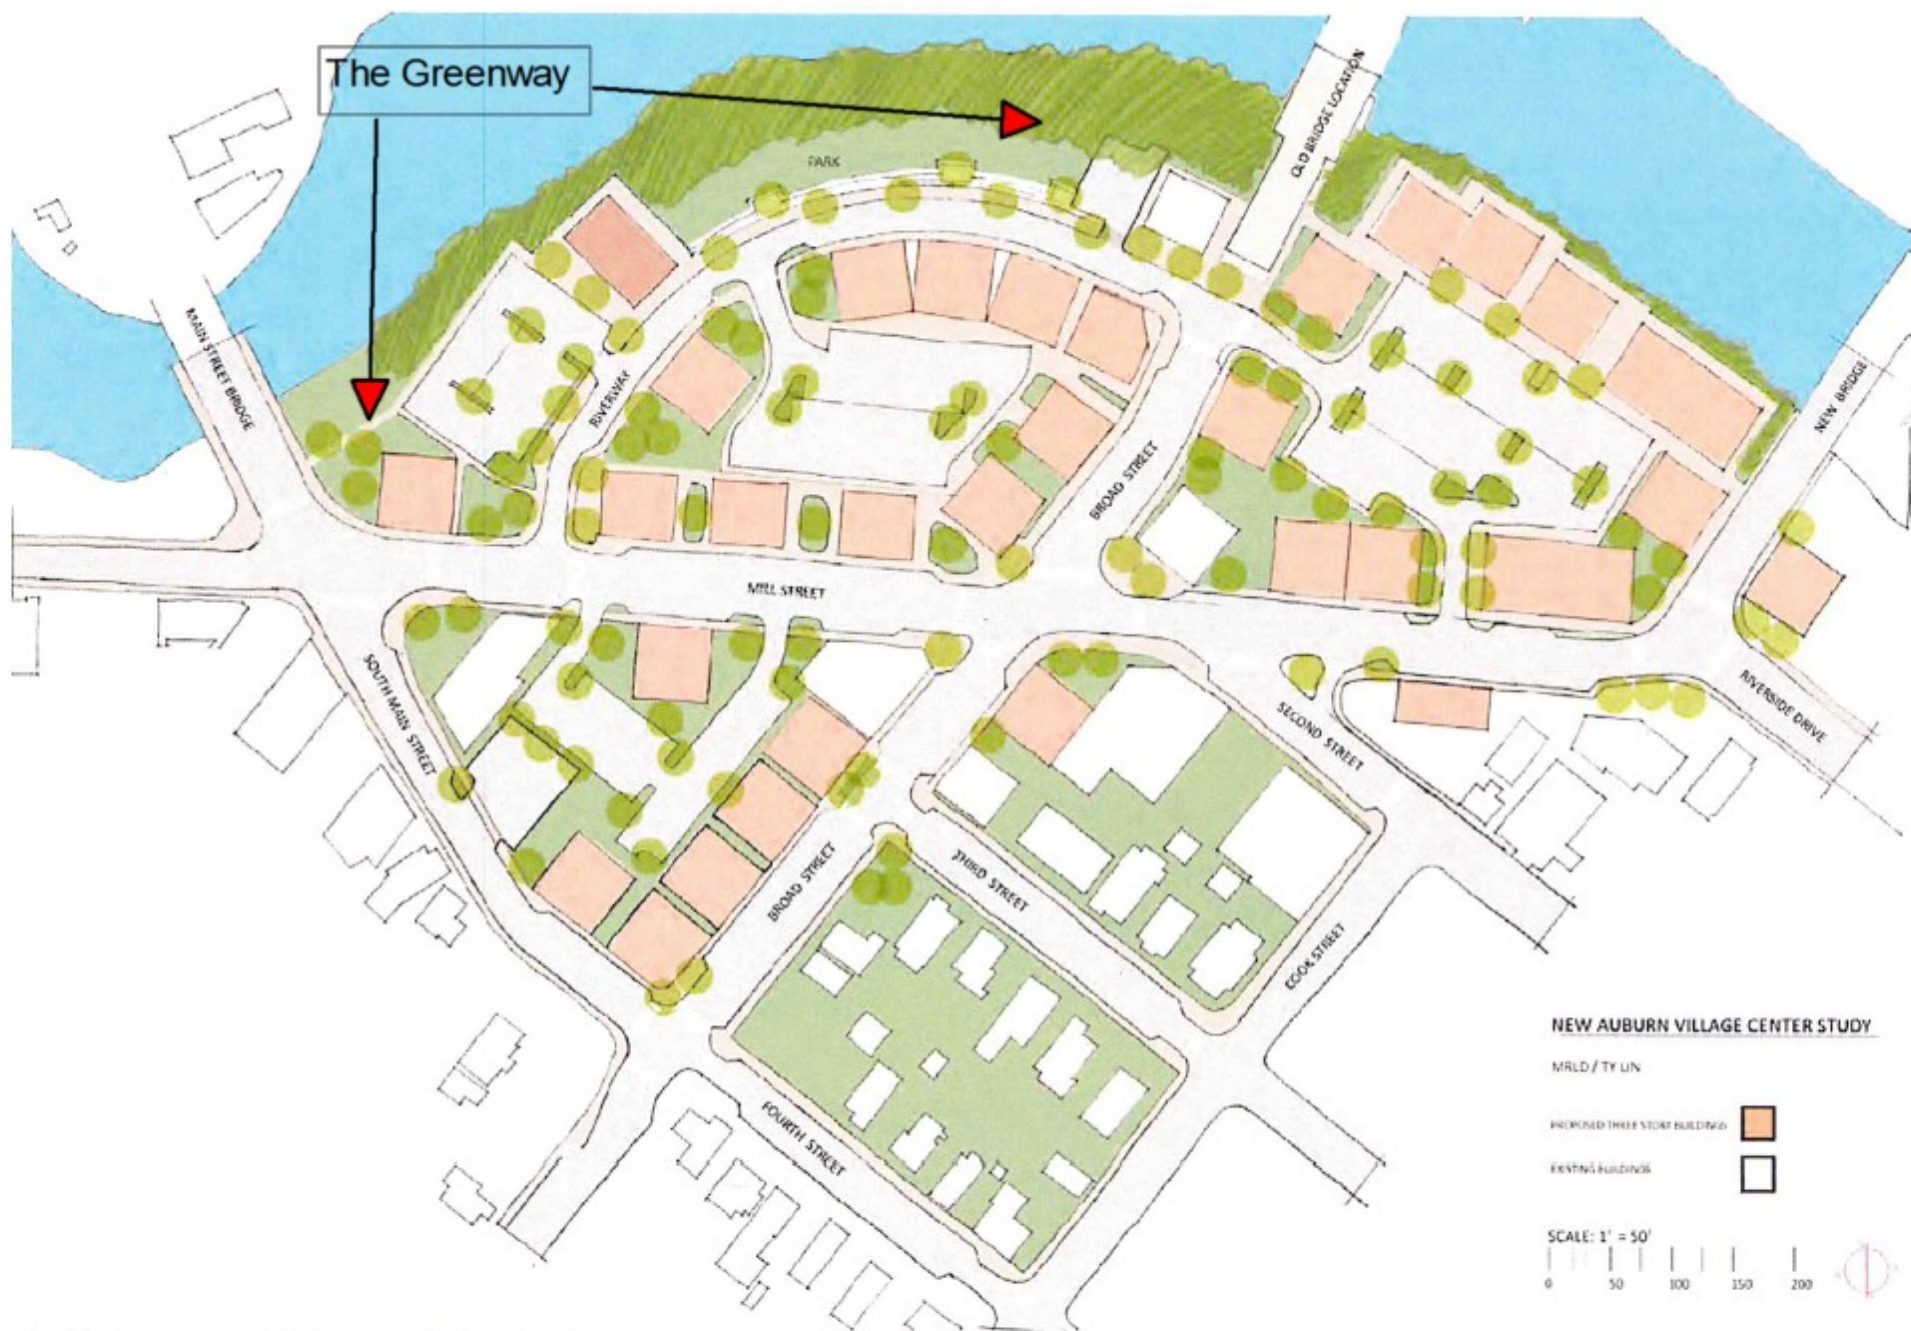 The Greenway
OLD BRIDGE LOCATION
PARK
MAIN STREET BRIDGE
RIVERWAY
NEW BRIDGE
BROAD STREET
MILL STREET
SOUTH MAIN STREET
SECOND STREET
RIVERSIDE DRIVE
BROAD STREET
THIRD STREET
COOK STREET
FOURTH STREET
NEW AUBURN VILLAGE CENTER STUDY
MRLD / TY LIN
PROPOSED THREE STORY BUILDINGS
EXISTING BUILDINGS
SCALE: 1' = 50'
0 50 100 150 200